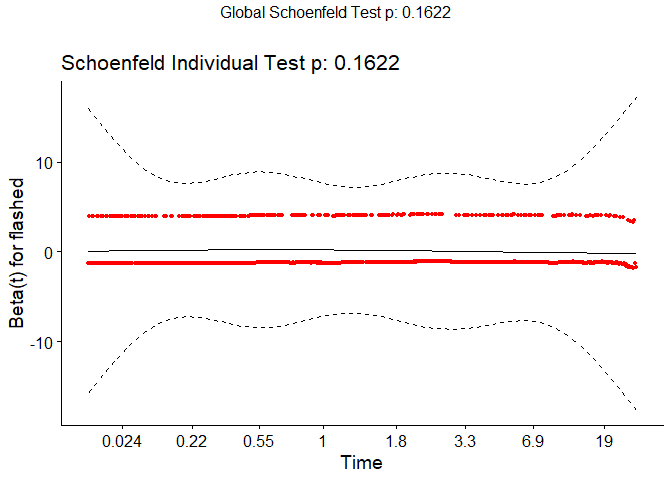 Global Schoenfeld Test p: 0.1622
Schoenfeld Individual Test p: 0.1622
Beta(t) for flashed
10
0
-10
0.024 0.22 0.55 1 1.8 3.3 6.9 19
Time